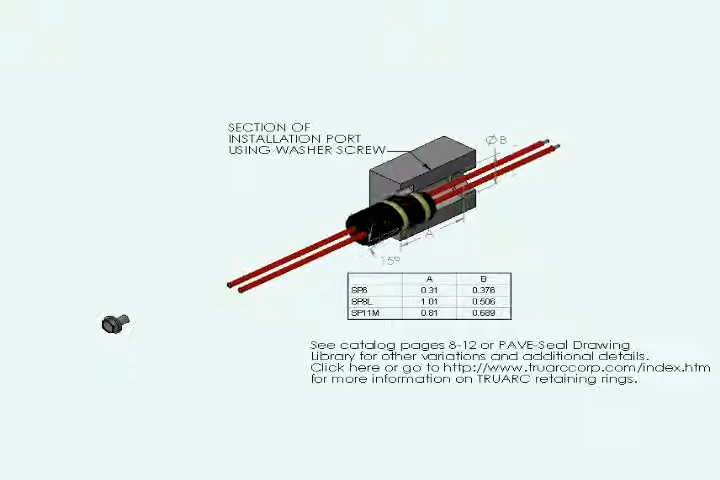 SECTION OF
INSTALLATION PORT
USING WASHER SCREW
Ø B
A
15°
A B
SP6 0.31 0.376
SP8L 1.01 0.506
SP11M 0.81 0.689
See catalog pages 8-12 or PAVE-Seal Drawing
Library for other variations and additional details.
Click here or go to http://www.truarccorp.com/index.htm
for more information on TRUARC retaining rings.